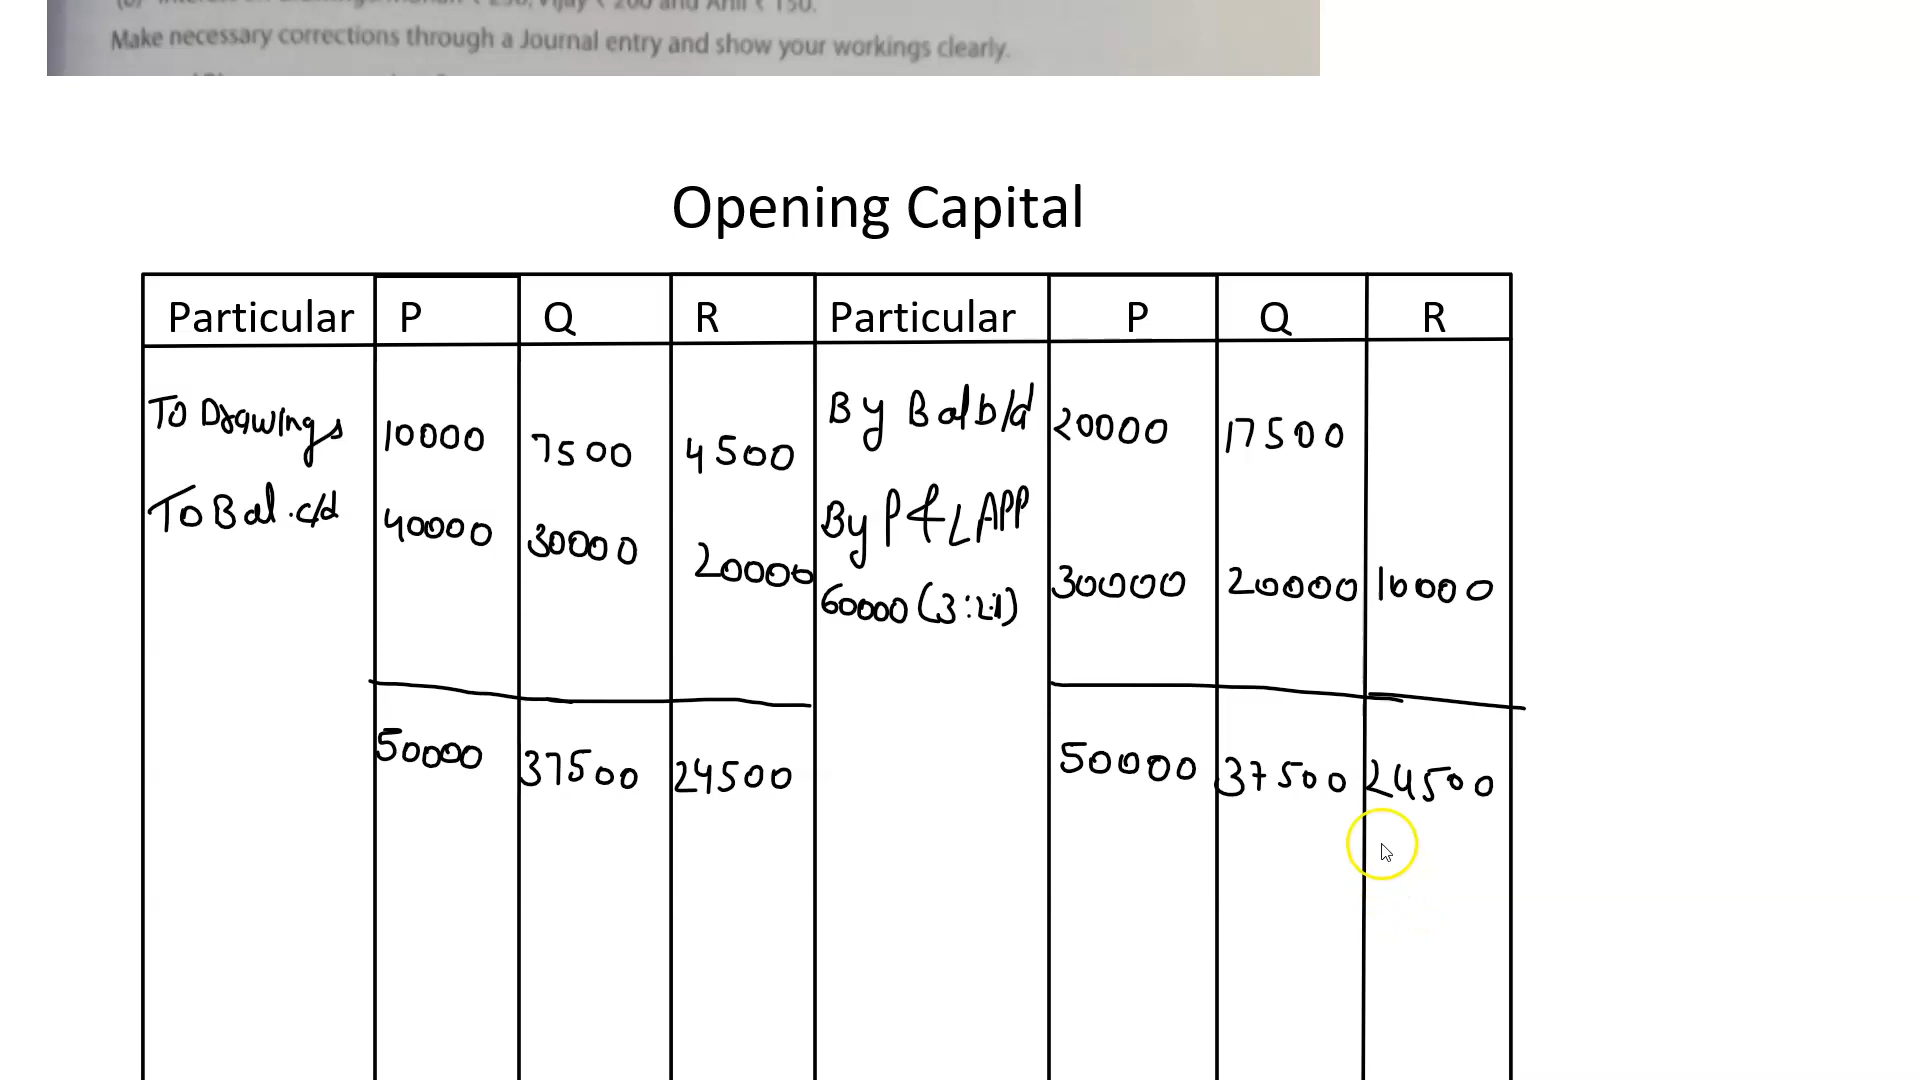 Make necessary corrections through a Journal entry and show your workings clearly.
Opening Capital
Particular P Q R Particular P Q R
To Drawings 10000 7500 4500 By Bal b/d 20000 17500
To Bal. c/d 40000 30000 20000 By P & L APP
60000 (3:2:1) 30000 20000 10000
50000 37500 24500 50000 37500 24500